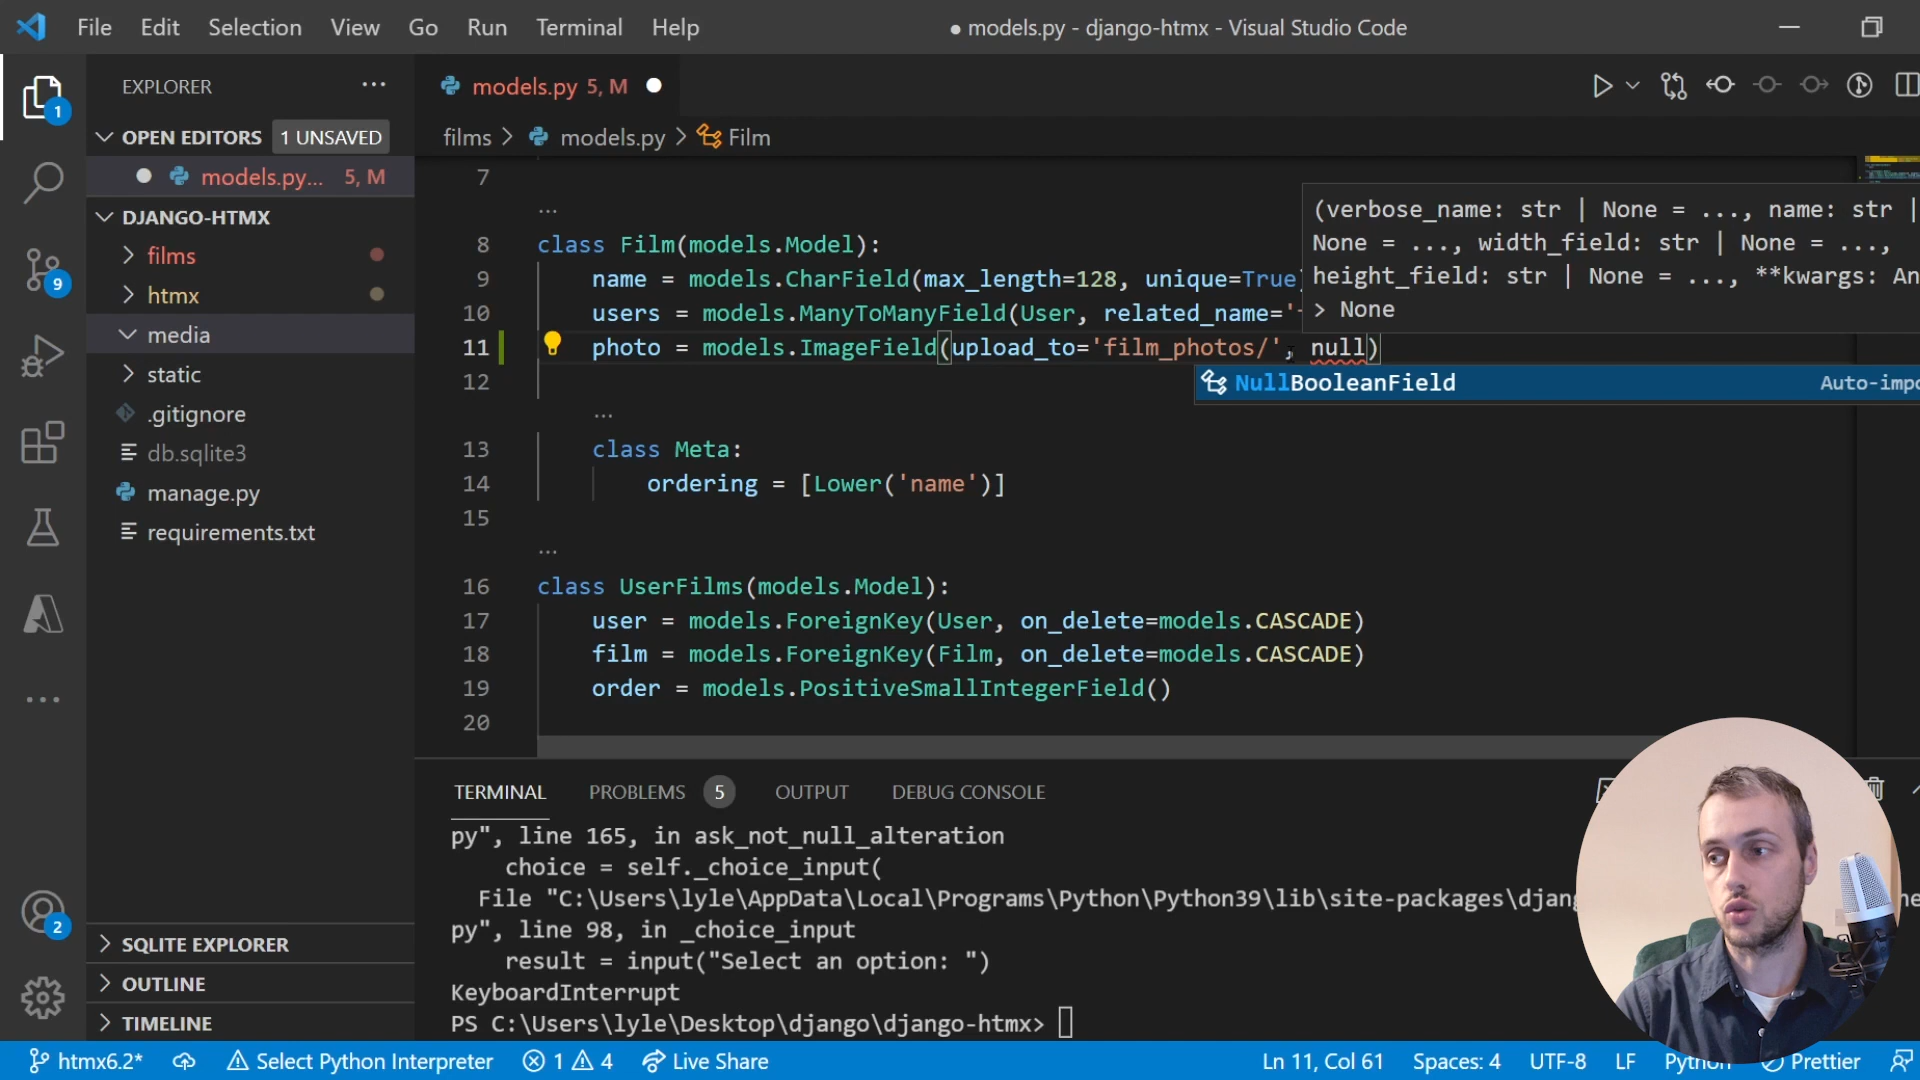 File Edit Selection View Go Run Terminal Help
● models.py - django-htmx - Visual Studio Code
EXPLORER
OPEN EDITORS 1 UNSAVED
models.py... 5, M
DJANGO-HTMX
films
htmx
media
static
.gitignore
db.sqlite3
manage.py
requirements.txt
SQLITE EXPLORER
OUTLINE
TIMELINE
1
9
2
models.py 5, M
films > models.py > Film
7
...
8 class Film(models.Model):
9 name = models.CharField(max_length=128, unique=True
10 users = models.ManyToManyField(User, related_name='
11 photo = models.ImageField(upload_to='film_photos/', null)
12
...
13 class Meta:
14 ordering = [Lower('name')]
15
...
16 class UserFilms(models.Model):
17 user = models.ForeignKey(User, on_delete=models.CASCADE)
18 film = models.ForeignKey(Film, on_delete=models.CASCADE)
19 order = models.PositiveSmallIntegerField()
20
(verbose_name: str | None = ..., name: str |
None = ..., width_field: str | None = ...,
height_field: str | None = ..., **kwargs: An
> None
NullBooleanField Auto-impo
TERMINAL PROBLEMS 5 OUTPUT DEBUG CONSOLE
py", line 165, in ask_not_null_alteration
choice = self._choice_input(
File "C:\Users\lyle\AppData\Local\Programs\Python\Python39\lib\site-packages\djan
py", line 98, in _choice_input
result = input("Select an option: ")
KeyboardInterrupt
PS C:\Users\lyle\Desktop\django\django-htmx>
htmx6.2* Select Python Interpreter 1 4 Live Share
Ln 11, Col 61 Spaces: 4 UTF-8 LF Python Prettier